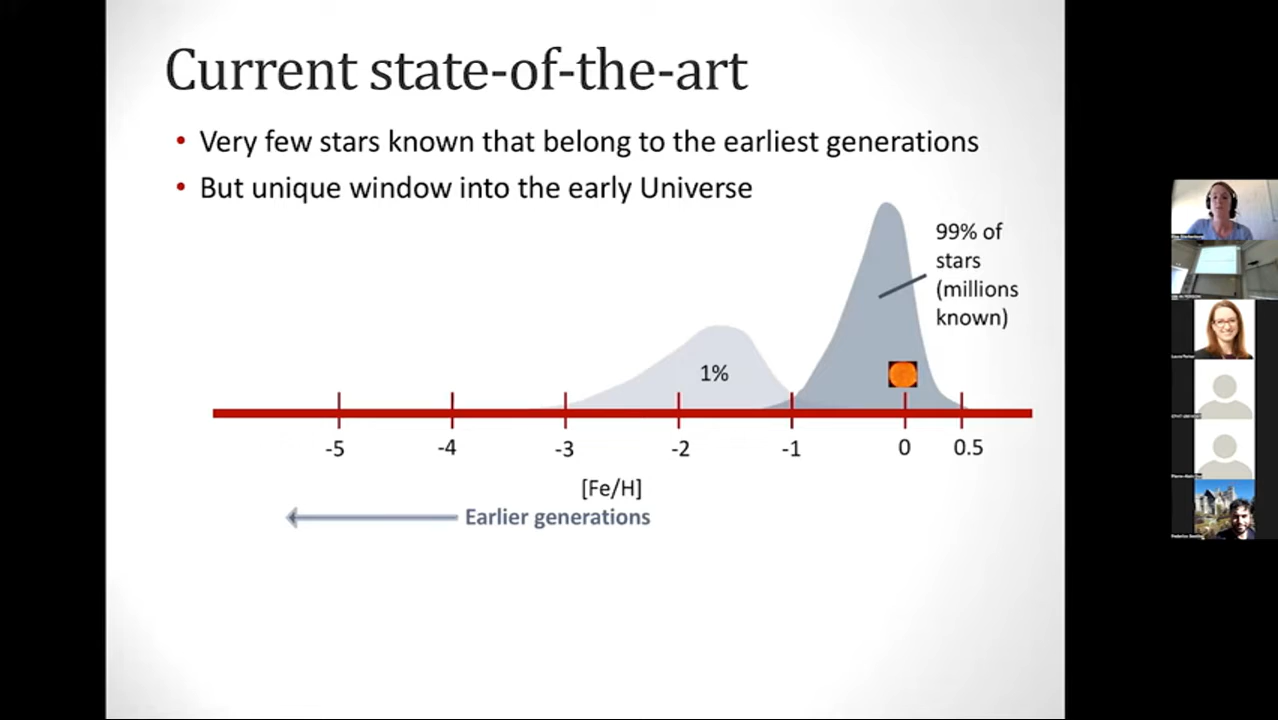 Current state-of-the-art
• Very few stars known that belong to the earliest generations
• But unique window into the early Universe
99% of
stars
(millions
known)
1%
-5 -4 -3 -2 -1 0 0.5
[Fe/H]
Earlier generations